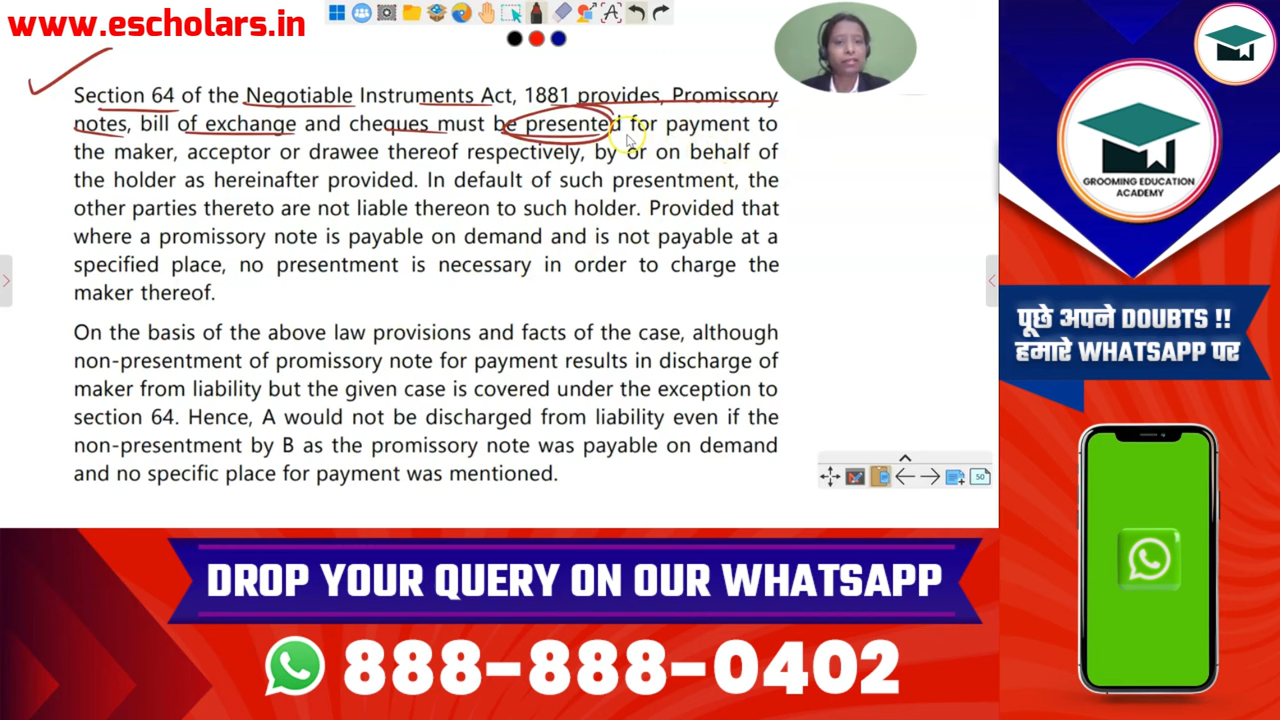 www.escholars.in
Section 64 of the Negotiable Instruments Act, 1881 provides, Promissory
notes, bill of exchange and cheques must be presented for payment to
the maker, acceptor or drawee thereof respectively, by or on behalf of
the holder as hereinafter provided. In default of such presentment, the
other parties thereto are not liable thereon to such holder. Provided that
where a promissory note is payable on demand and is not payable at a
specified place, no presentment is necessary in order to charge the
maker thereof.
On the basis of the above law provisions and facts of the case, although
non-presentment of promissory note for payment results in discharge of
maker from liability but the given case is covered under the exception to
section 64. Hence, A would not be discharged from liability even if the
non-presentment by B as the promissory note was payable on demand
and no specific place for payment was mentioned.
50
GROOMING EDUCATION
ACADEMY
पूछे अपने DOUBTS !!
हमारे WHATSAPP पर
DROP YOUR QUERY ON OUR WHATSAPP
888-888-0402